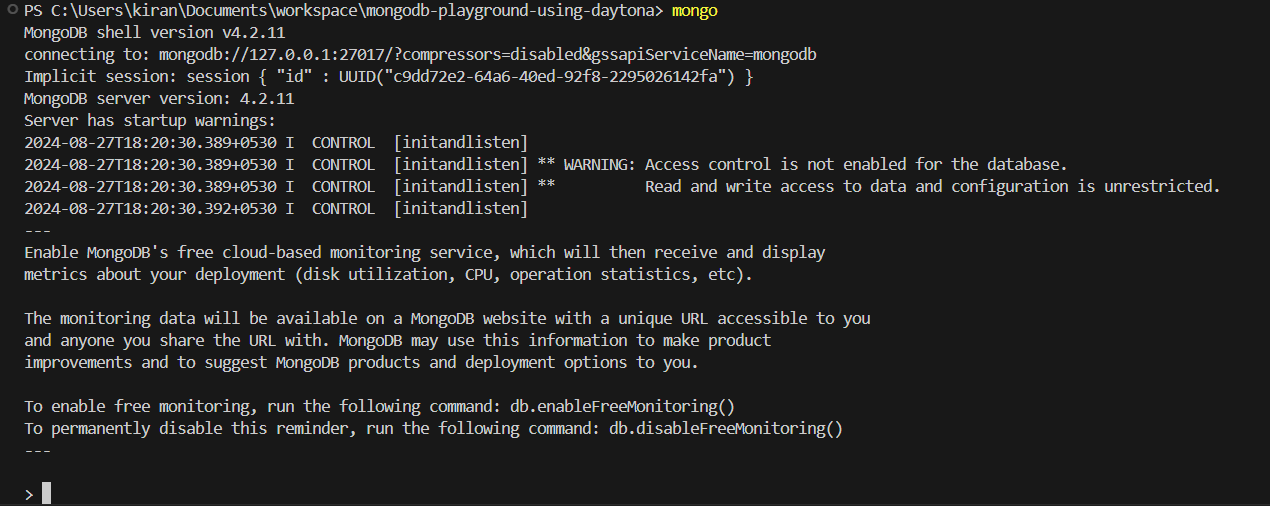 PS C:\Users\kiran\Documents\workspace\mongodb-playground-using-daytona> mongo
MongoDB shell version v4.2.11
connecting to: mongodb://127.0.0.1:27017/?compressors=disabled&gssapiServiceName=mongodb
Implicit session: session { "id" : UUID("c9dd72e2-64a6-40ed-92f8-2295026142fa") }
MongoDB server version: 4.2.11
Server has startup warnings:
2024-08-27T18:20:30.389+0530 I  CONTROL  [initandlisten]
2024-08-27T18:20:30.389+0530 I  CONTROL  [initandlisten] ** WARNING: Access control is not enabled for the database.
2024-08-27T18:20:30.389+0530 I  CONTROL  [initandlisten] **          Read and write access to data and configuration is unrestricted.
2024-08-27T18:20:30.392+0530 I  CONTROL  [initandlisten]
---
Enable MongoDB's free cloud-based monitoring service, which will then receive and display
metrics about your deployment (disk utilization, CPU, operation statistics, etc).

The monitoring data will be available on a MongoDB website with a unique URL accessible to you
and anyone you share the URL with. MongoDB may use this information to make product
improvements and to suggest MongoDB products and deployment options to you.

To enable free monitoring, run the following command: db.enableFreeMonitoring()
To permanently disable this reminder, run the following command: db.disableFreeMonitoring()
---

>